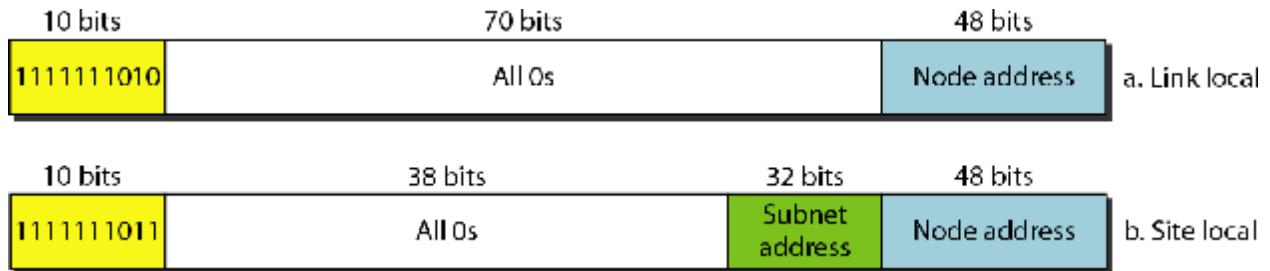 10 bits 70 bits 48 bits
1111111010 All 0s Node address a. Link local
10 bits 38 bits 32 bits 48 bits
1111111011 All 0s Subnet address Node address b. Site local